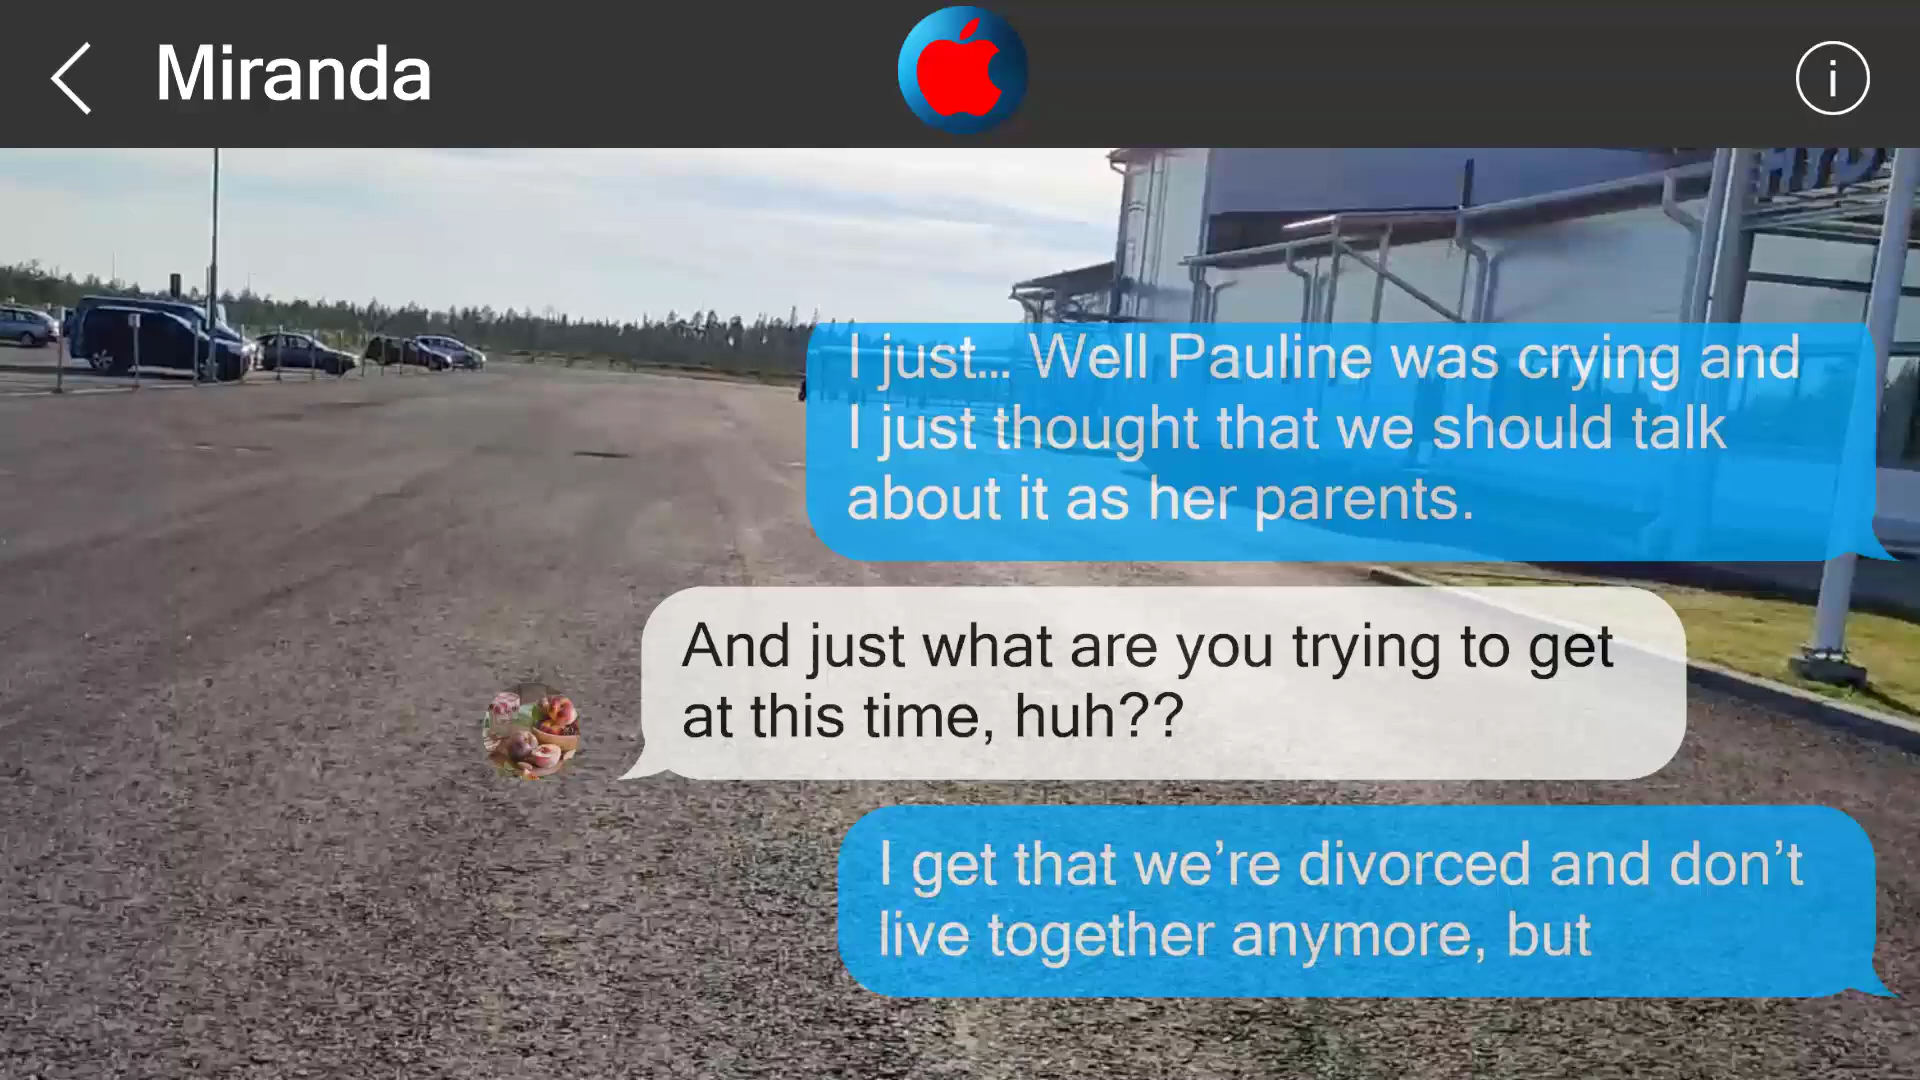 Miranda
I just... Well Pauline was crying and
I just thought that we should talk
about it as her parents.
And just what are you trying to get
at this time, huh??
I get that we’re divorced and don’t
live together anymore, but